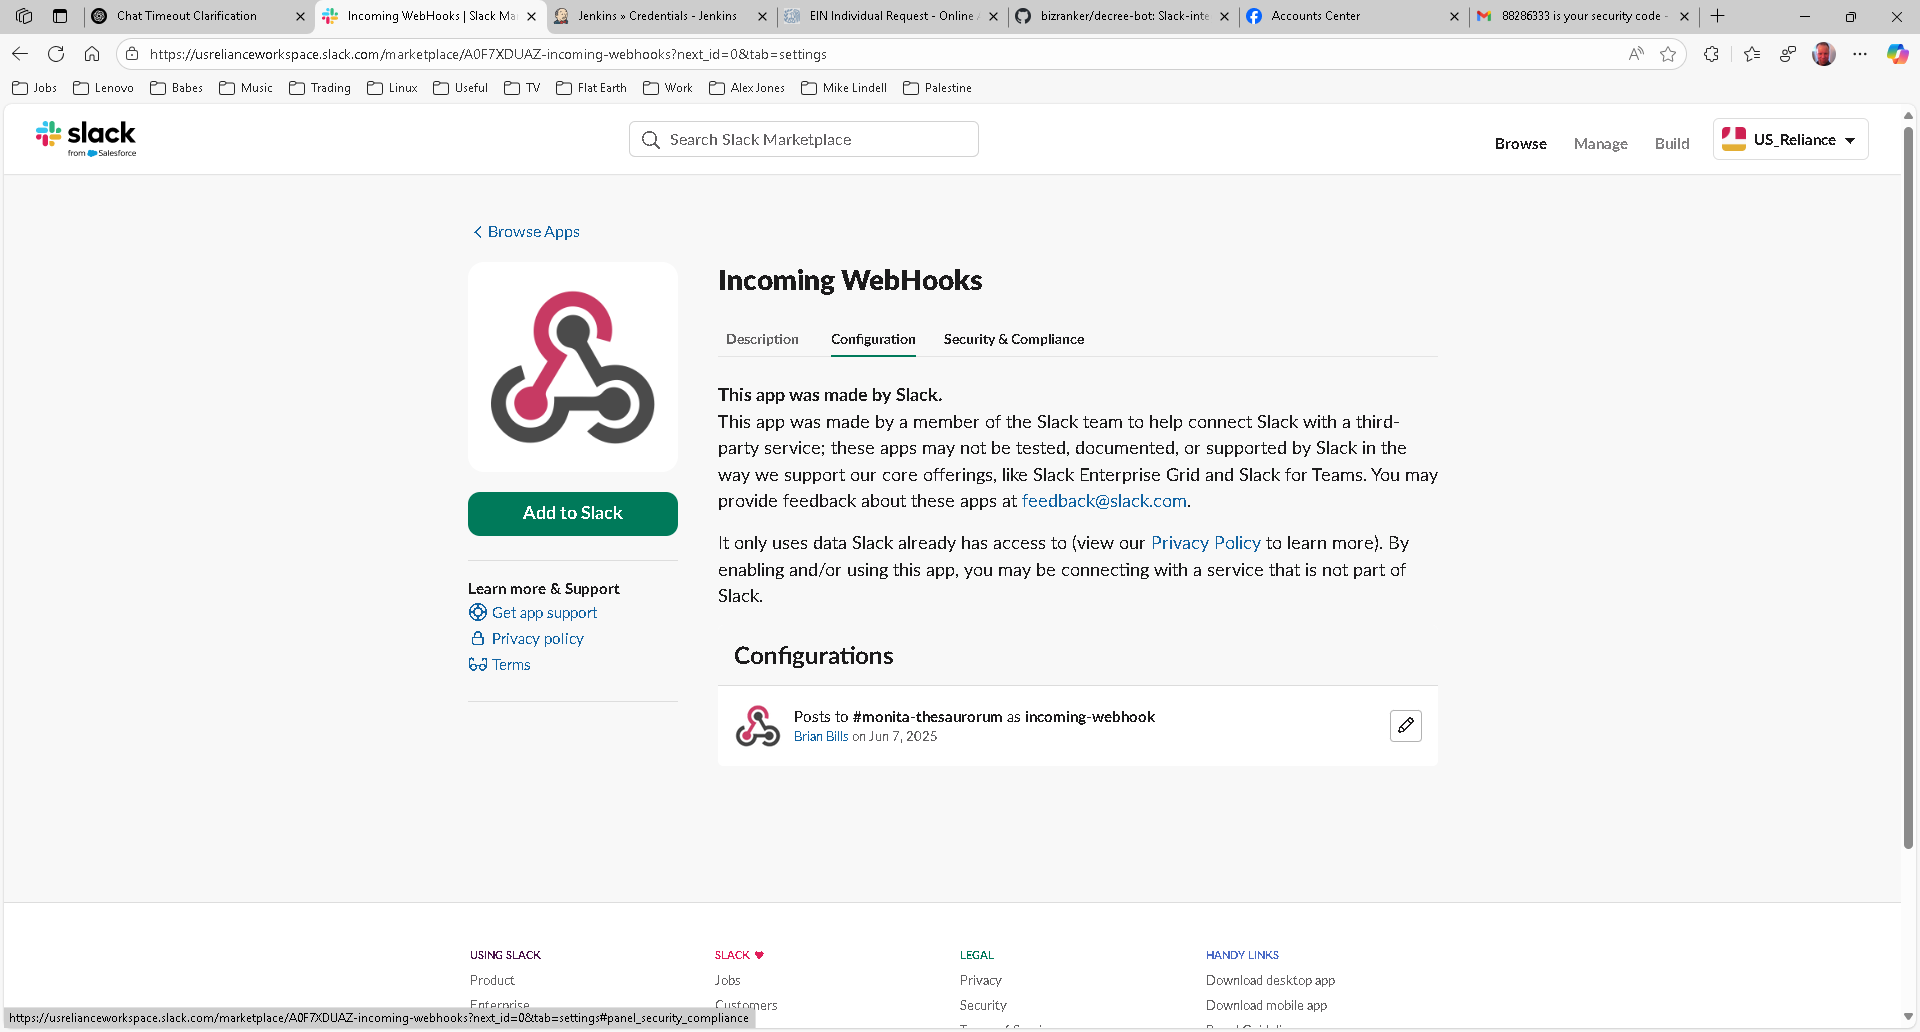 Chat Timeout Clarification
Incoming WebHooks | Slack Ma
Jenkins » Credentials - Jenkins
EIN Individual Request - Online
bizranker/decree-bot: Slack-inte
Accounts Center
88286333 is your security code -
https://usrelianceworkspace.slack.com/marketplace/A0F7XDUAZ-incoming-webhooks?next_id=0&tab=settings
Jobs
Lenovo
Babes
Music
Trading
Linux
Useful
TV
Flat Earth
Work
Alex Jones
Mike Lindell
Palestine
slack
from Salesforce
Search Slack Marketplace
Browse
Manage
Build
US_Reliance
Browse Apps
Incoming WebHooks
Description
Configuration
Security & Compliance
This app was made by Slack.
This app was made by a member of the Slack team to help connect Slack with a third-
party service; these apps may not be tested, documented, or supported by Slack in the
way we support our core offerings, like Slack Enterprise Grid and Slack for Teams. You may
provide feedback about these apps at feedback@slack.com.
It only uses data Slack already has access to (view our Privacy Policy to learn more). By
enabling and/or using this app, you may be connecting with a service that is not part of
Slack.
Add to Slack
Learn more & Support
Get app support
Privacy policy
Terms
Configurations
Posts to #monita-thesaurorum as incoming-webhook
Brian Bills on Jun 7, 2025
USING SLACK
Product
Enterprise
SLACK
Jobs
Customers
LEGAL
Privacy
Security
HANDY LINKS
Download desktop app
Download mobile app
https://usrelianceworkspace.slack.com/marketplace/A0F7XDUAZ-incoming-webhooks?next_id=0&tab=settings#panel_security_compliance